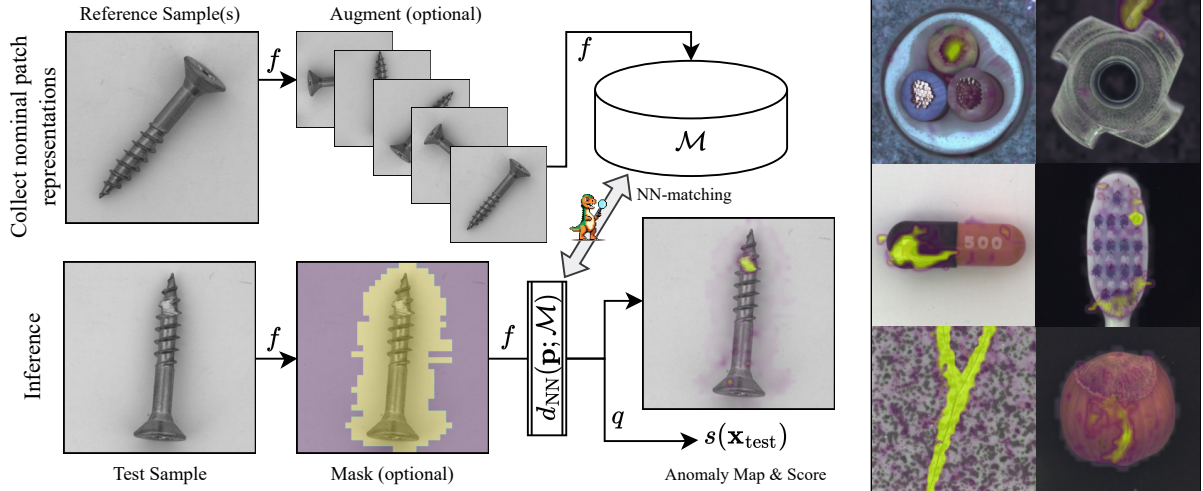 Reference Sample(s)
Augment (optional)
Collect nominal patch
representations
f
f
f
M
NN-matching
Inference
f
f
d_NN(p; M)
q
s(x_test)
Test Sample
Mask (optional)
Anomaly Map & Score
500